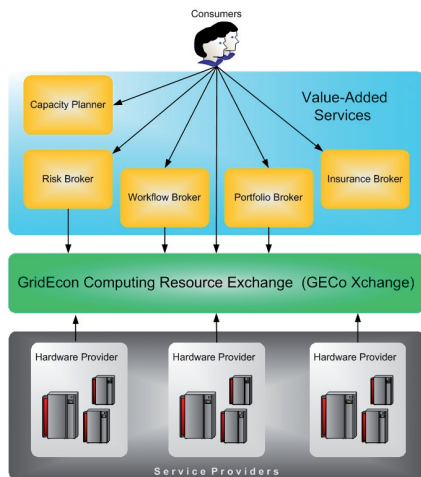 Consumers
Value-Added
Services
Capacity Planner
Risk Broker
Workflow Broker
Portfolio Broker
Insurance Broker
GridEcon Computing Resource Exchange (GECo Xchange)
Hardware Provider
Hardware Provider
Hardware Provider
Service Providers